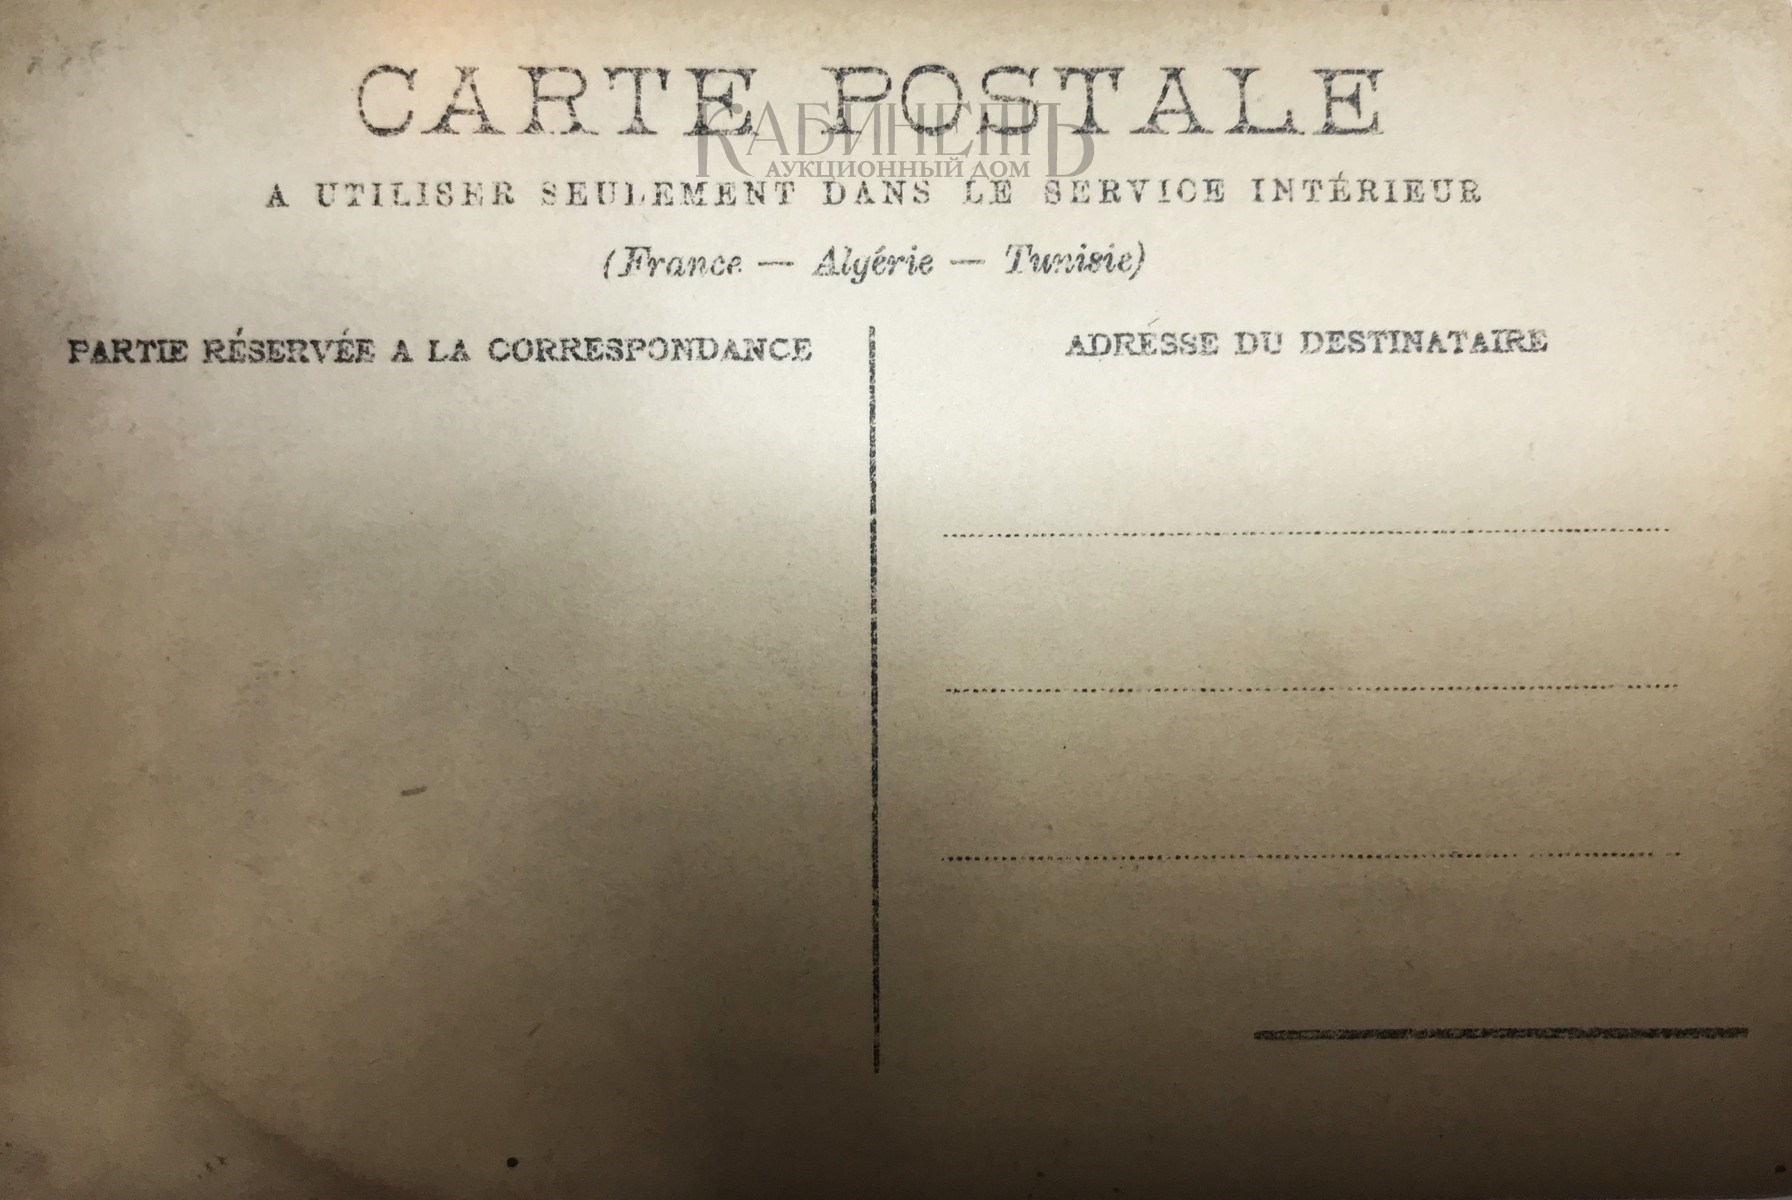 CARTE POSTALE
КАБИНЕТЪ
АУКЦИОННЫЙ ДОМ
A UTILISER SEULEMENT DANS LE SERVICE INTÉRIEUR
(France — Algérie — Tunisie)
PARTIE RÉSERVÉE A LA CORRESPONDANCE
ADRÉSSE DU DESTINATAIRE